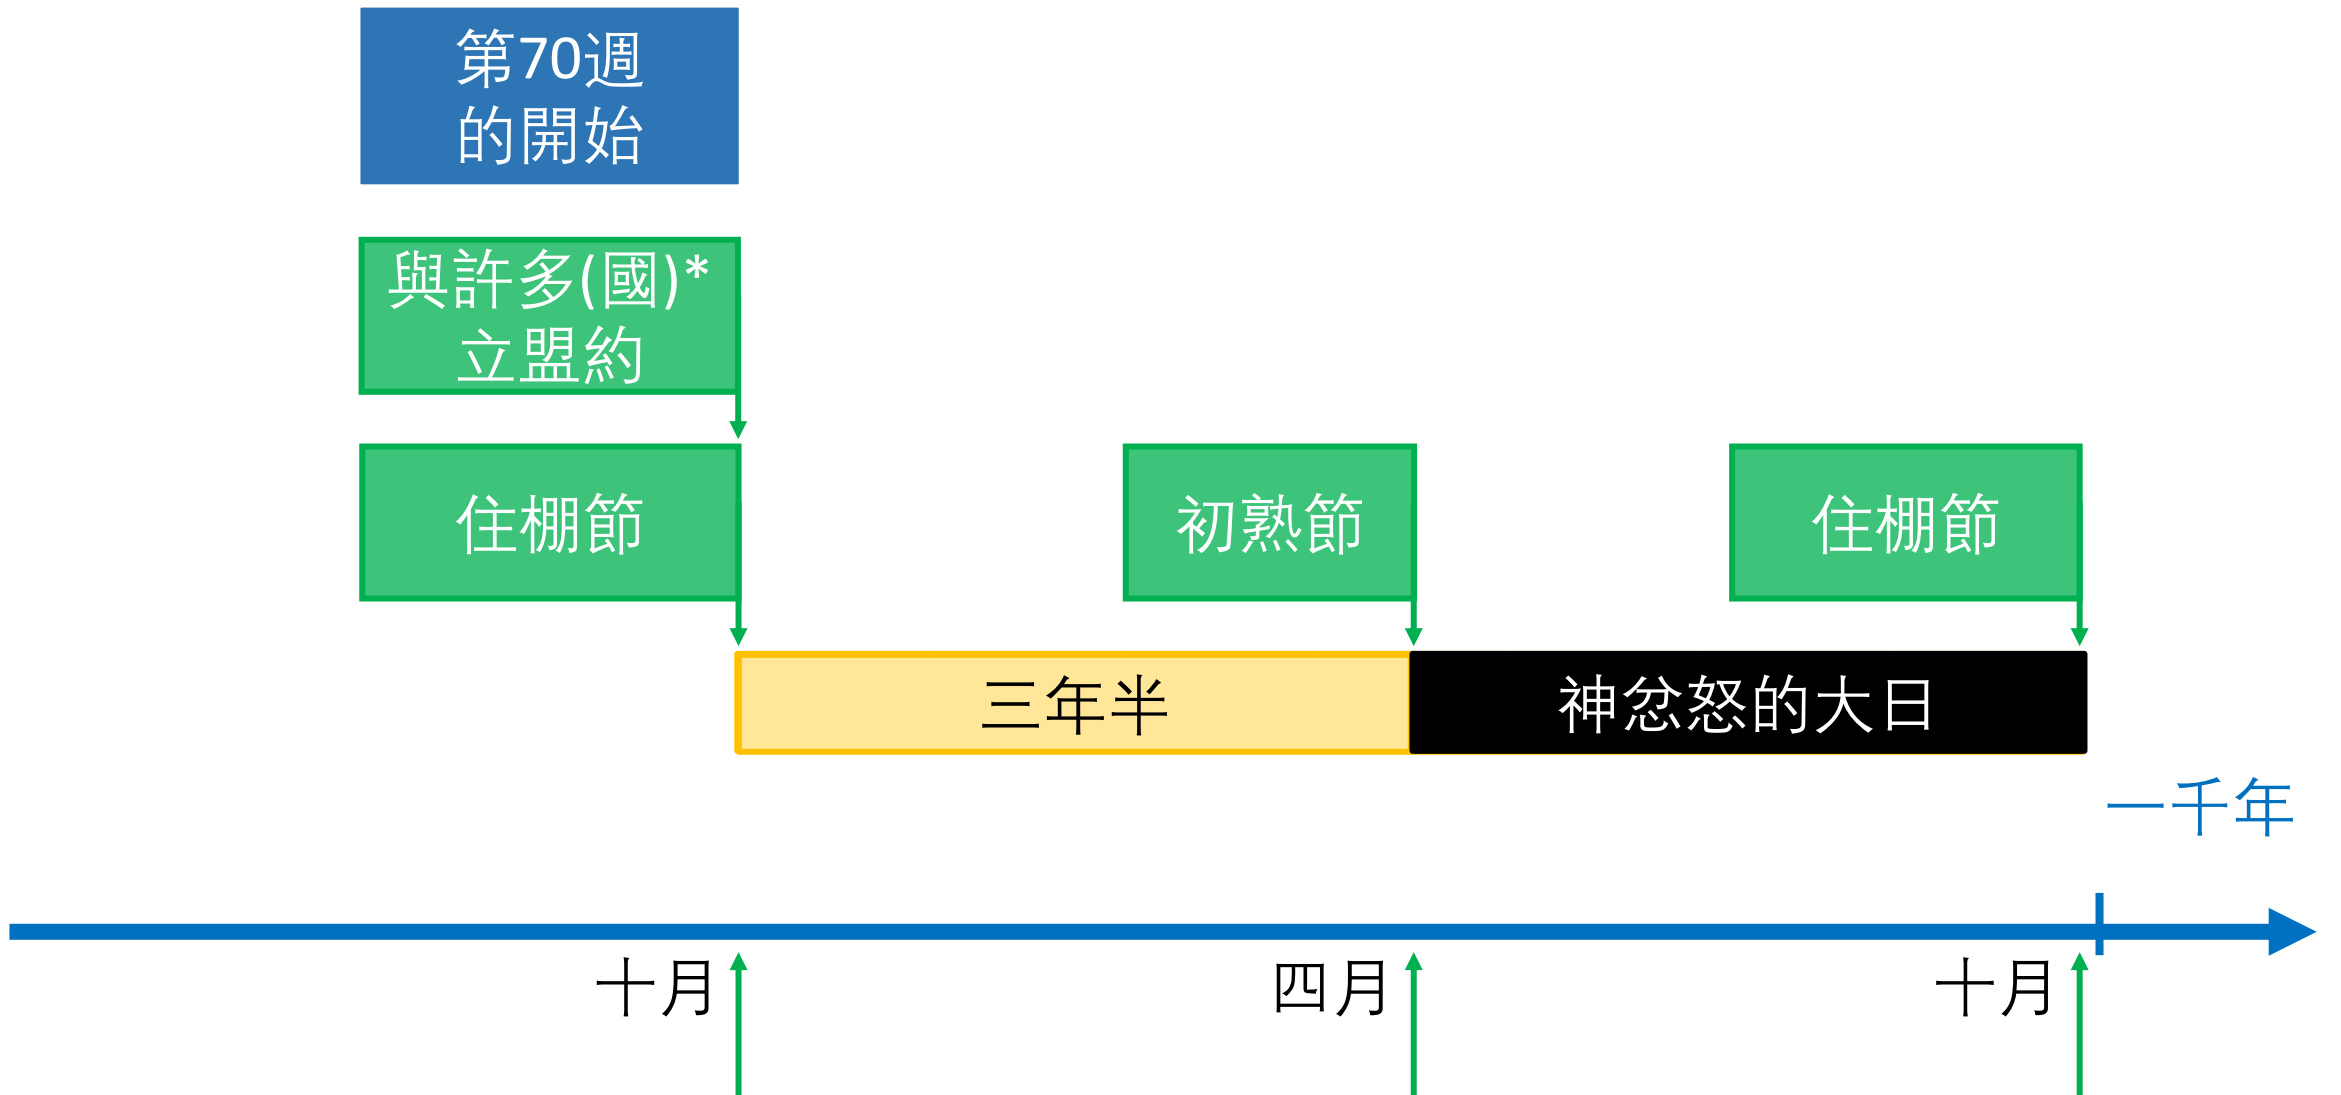 第70週
的開始
與許多(國)*
立盟約
住棚節
初熟節
住棚節
三年半
神忿怒的大日
一千年
十月
四月
十月